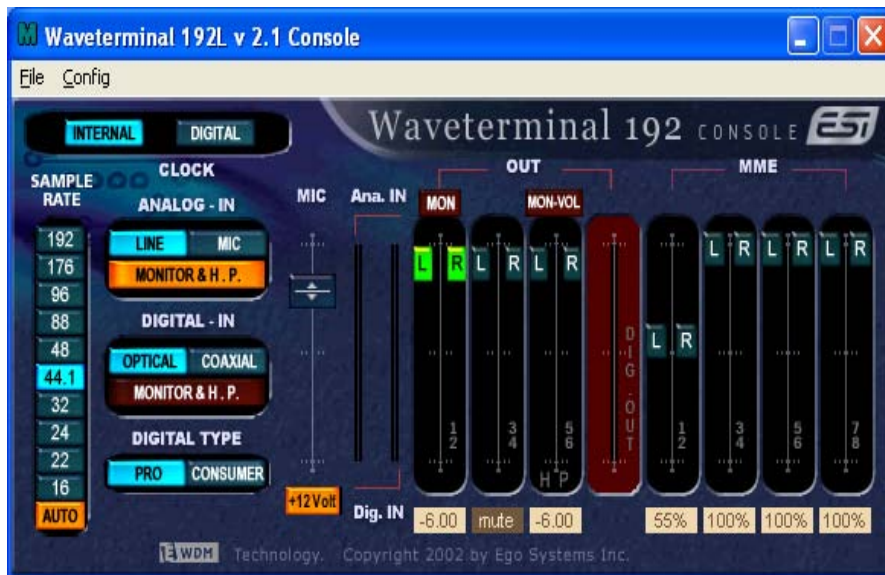 Waveterminal 192L v 2.1 Console
File Config
INTERNAL DIGITAL
Waveterminal 192 CONSOLE ESI
CLOCK
OUT
MME
SAMPLE
RATE
192
176
96
88
48
44.1
32
24
22
16
AUTO
ANALOG - IN
LINE MIC
MONITOR & H . P.
DIGITAL - IN
OPTICAL COAXIAL
MONITOR & H . P.
DIGITAL TYPE
PRO CONSUMER
MIC
+12 Volt
Ana. IN
Dig. IN
MON
MON-VOL
L R
1
2
-6.00
L R
3
4
mute
L R
5
6
H P
-6.00
DIG-OUT
L R
1
2
55%
L R
3
4
100%
L R
5
6
100%
L R
7
8
100%
E WDM Technology. Copyright 2002 by Ego Systems Inc.